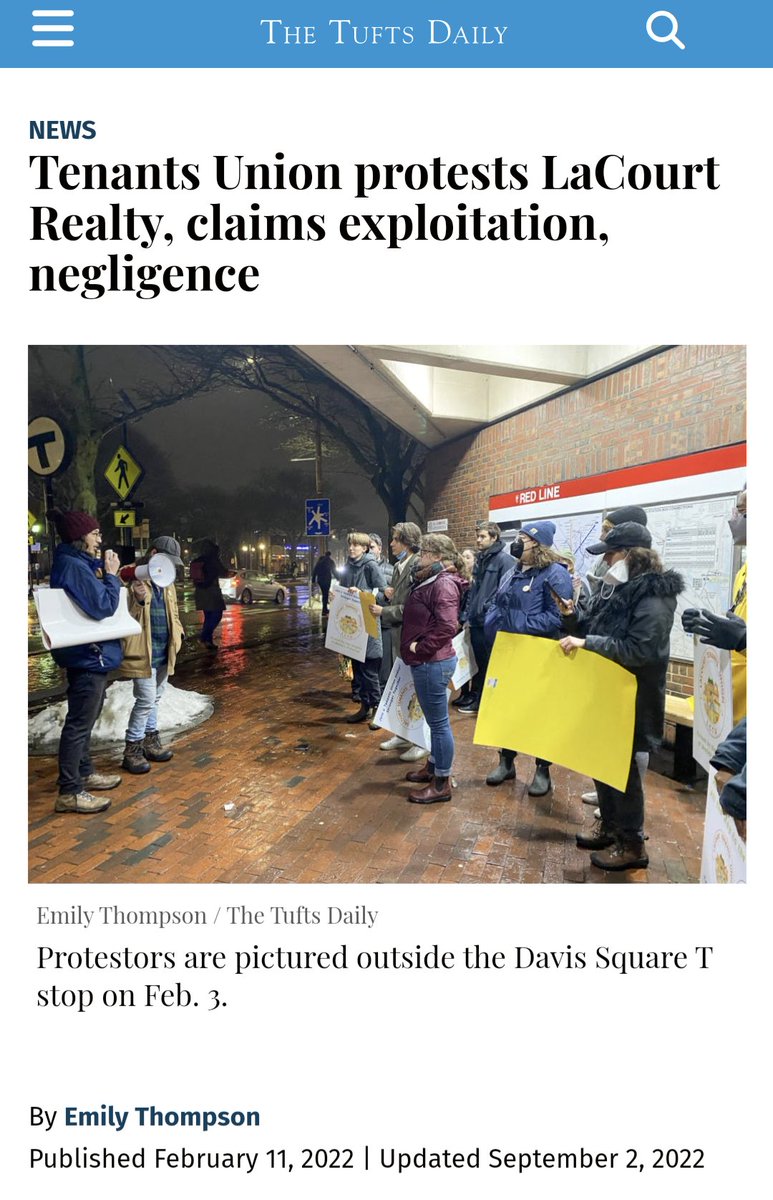 The Tufts Daily
NEWS
Tenants Union protests LaCourt
Realty, claims exploitation,
negligence
T
RED LINE
Emily Thompson / The Tufts Daily
Protestors are pictured outside the Davis Square T
stop on Feb. 3.
By Emily Thompson
Published February 11, 2022 | Updated September 2, 2022